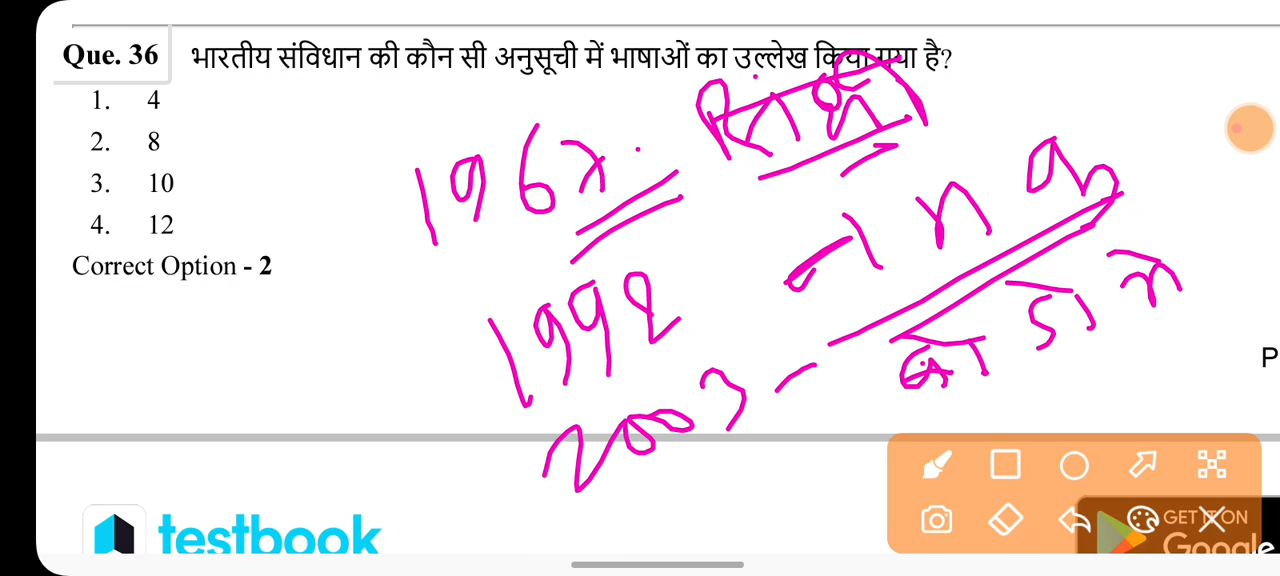 Que. 36 भारतीय संविधान की कौन सी अनुसूची में भाषाओं का उल्लेख किया गया है?
1. 4
2. 8
3. 10
4. 12
Correct Option - 2
1967
1992
2003 -
P
testbook
GET IT ON
Google